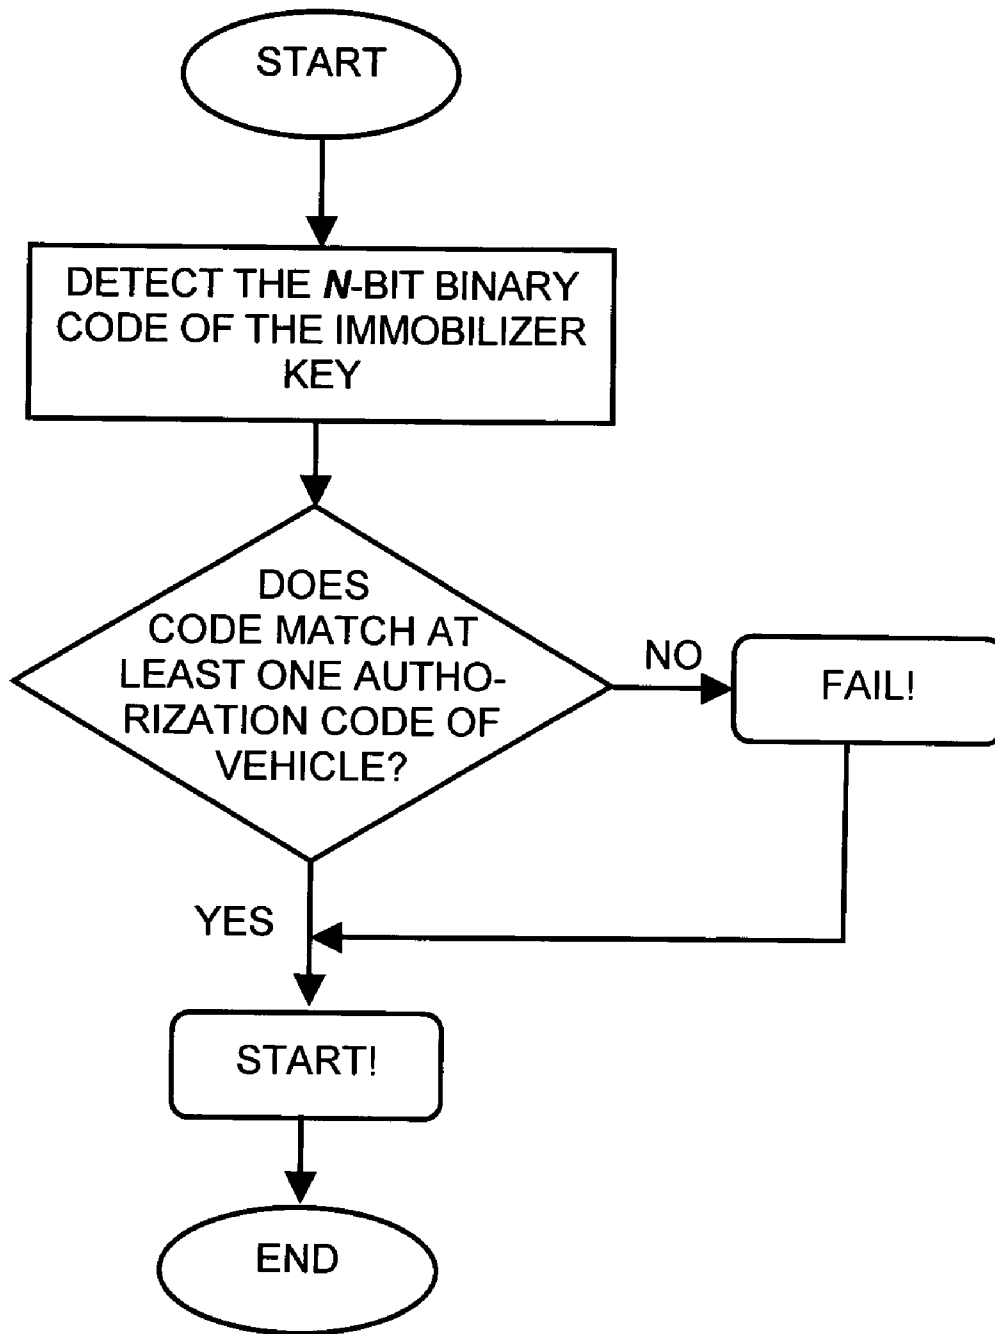 START
DETECT THE N-BIT BINARY
CODE OF THE IMMOBILIZER
KEY
DOES
CODE MATCH AT
LEAST ONE AUTHO-
RIZATION CODE OF
VEHICLE?
NO
FAIL!
YES
START!
END